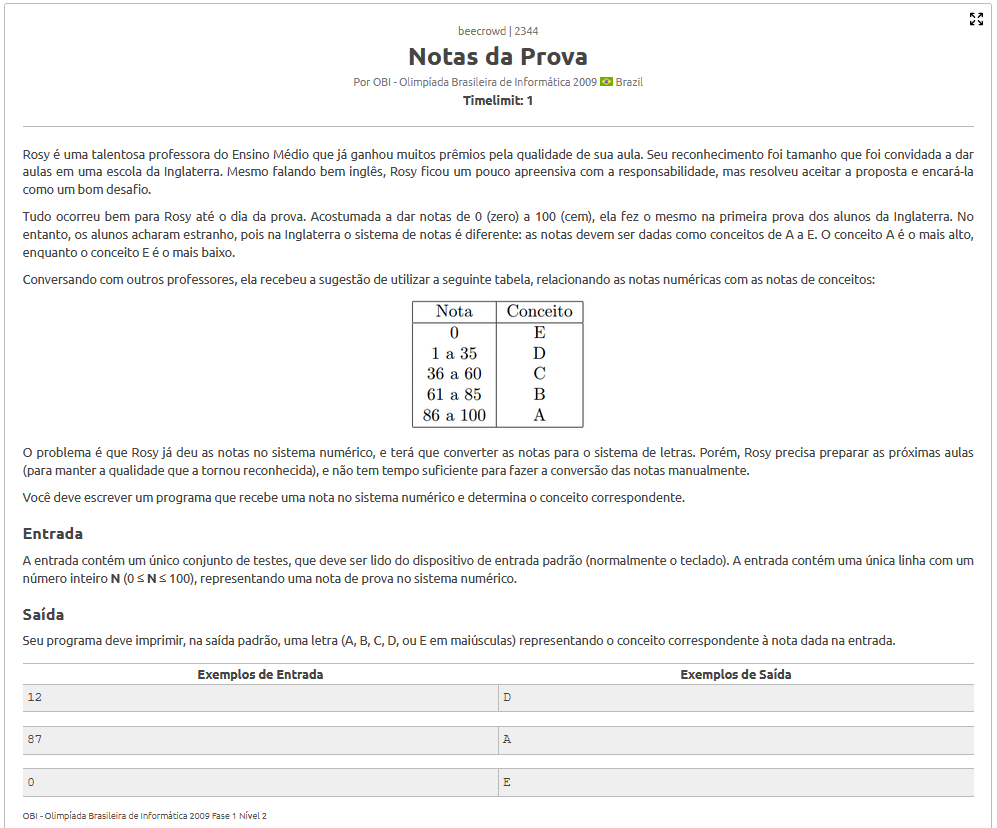 beecrowd | 2344
Notas da Prova
Por OBI - Olimpíada Brasileira de Informática 2009 Brazil
Timelimit: 1
Rosy é uma talentosa professora do Ensino Médio que já ganhou muitos prêmios pela qualidade de sua aula. Seu reconhecimento foi tamanho que foi convidada a dar
aulas em uma escola da Inglaterra. Mesmo falando bem inglês, Rosy ficou um pouco apreensiva com a responsabilidade, mas resolveu aceitar a proposta e encará-la
como um bom desafio.
Tudo ocorreu bem para Rosy até o dia da prova. Acostumada a dar notas de 0 (zero) a 100 (cem), ela fez o mesmo na primeira prova dos alunos da Inglaterra. No
entanto, os alunos acharam estranho, pois na Inglaterra o sistema de notas é diferente: as notas devem ser dadas como conceitos de A a E. O conceito A é o mais alto,
enquanto o conceito E é o mais baixo.
Conversando com outros professores, ela recebeu a sugestão de utilizar a seguinte tabela, relacionando as notas numéricas com as notas de conceitos:
Nota Conceito
0 E
1 a 35 D
36 a 60 C
61 a 85 B
86 a 100 A
O problema é que Rosy já deu as notas no sistema numérico, e terá que converter as notas para o sistema de letras. Porém, Rosy precisa preparar as próximas aulas
(para manter a qualidade que a tornou reconhecida), e não tem tempo suficiente para fazer a conversão das notas manualmente.
Você deve escrever um programa que recebe uma nota no sistema numérico e determina o conceito correspondente.
Entrada
A entrada contém um único conjunto de testes, que deve ser lido do dispositivo de entrada padrão (normalmente o teclado). A entrada contém uma única linha com um
número inteiro N (0 ≤ N ≤ 100), representando uma nota de prova no sistema numérico.
Saída
Seu programa deve imprimir, na saída padrão, uma letra (A, B, C, D, ou E em maiúsculas) representando o conceito correspondente à nota dada na entrada.
Exemplos de Entrada Exemplos de Saída
12 D
87 A
0 E
OBI - Olimpíada Brasileira de Informática 2009 Fase 1 Nível 2